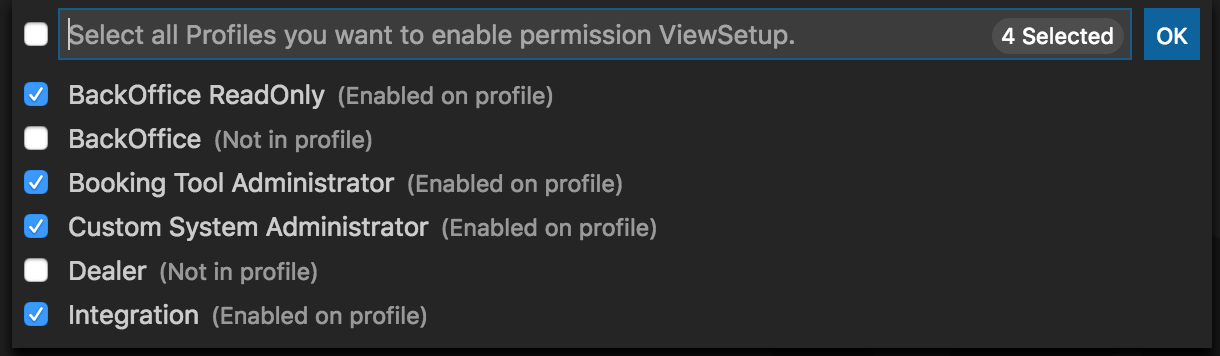 Select all Profiles you want to enable permission ViewSetup. 4 Selected OK
BackOffice ReadOnly (Enabled on profile)
BackOffice (Not in profile)
Booking Tool Administrator (Enabled on profile)
Custom System Administrator (Enabled on profile)
Dealer (Not in profile)
Integration (Enabled on profile)